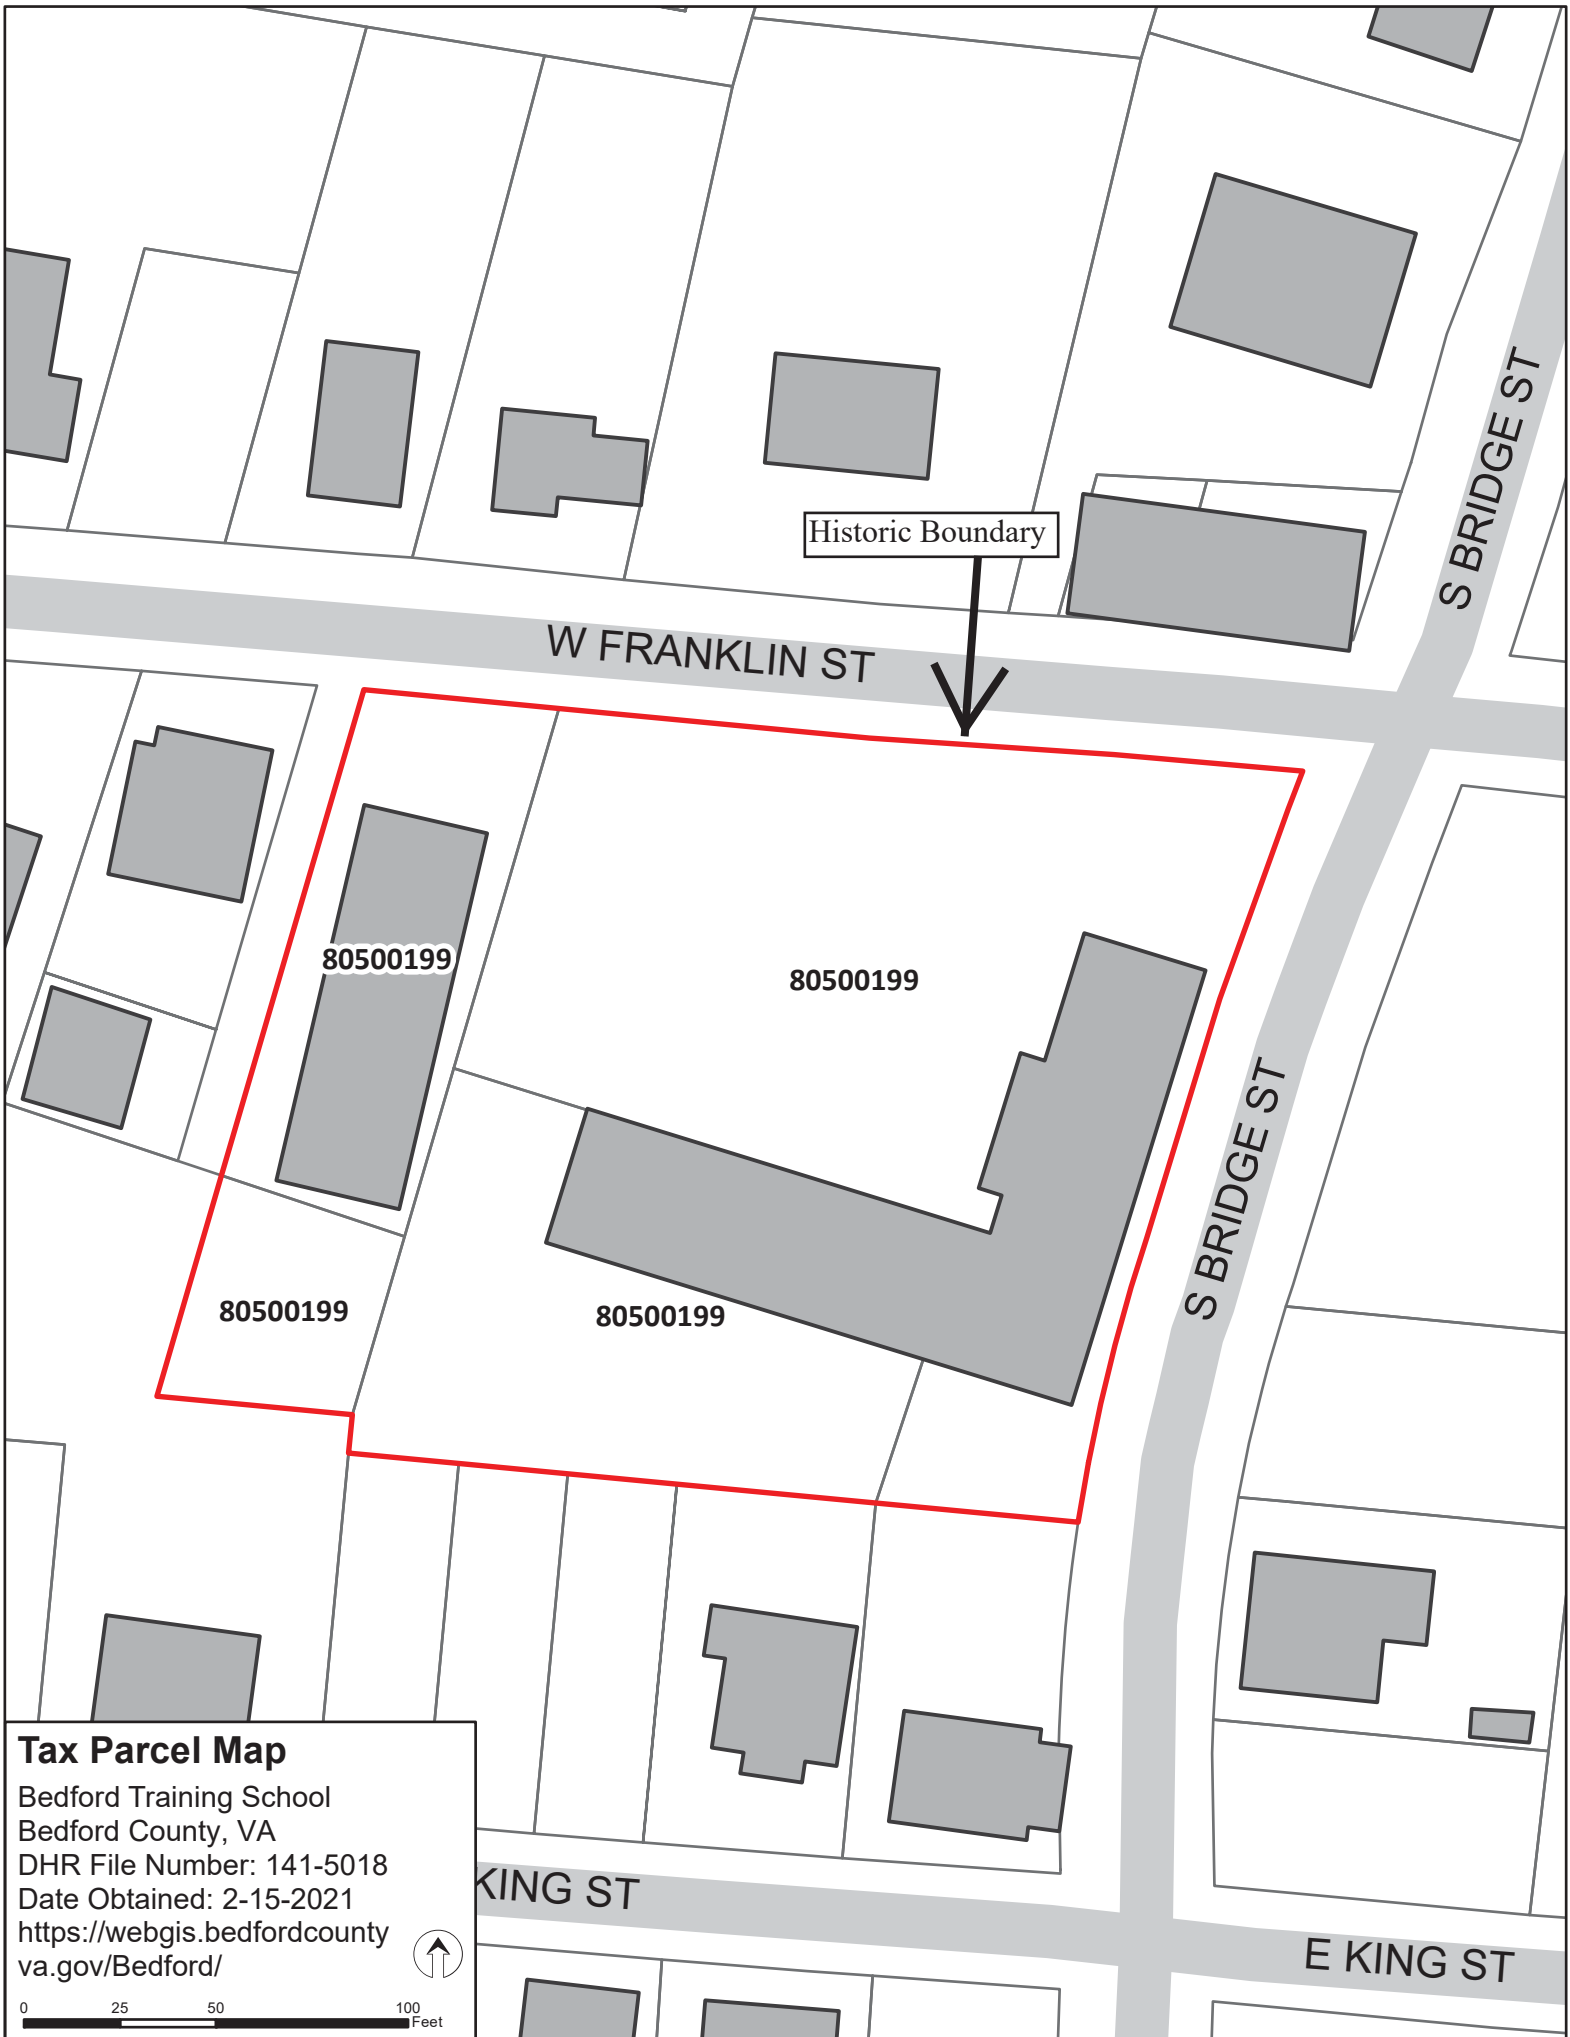 S BRIDGE ST
Historic Boundary
W FRANKLIN ST
80500199
80500199
S BRIDGE ST
80500199
80500199
Tax Parcel Map
Bedford Training School
Bedford County, VA
DHR File Number: 141-5018
Date Obtained: 2-15-2021
https://webgis.bedfordcounty
va.gov/Bedford/
0 25 50 100
Feet
KING ST
E KING ST